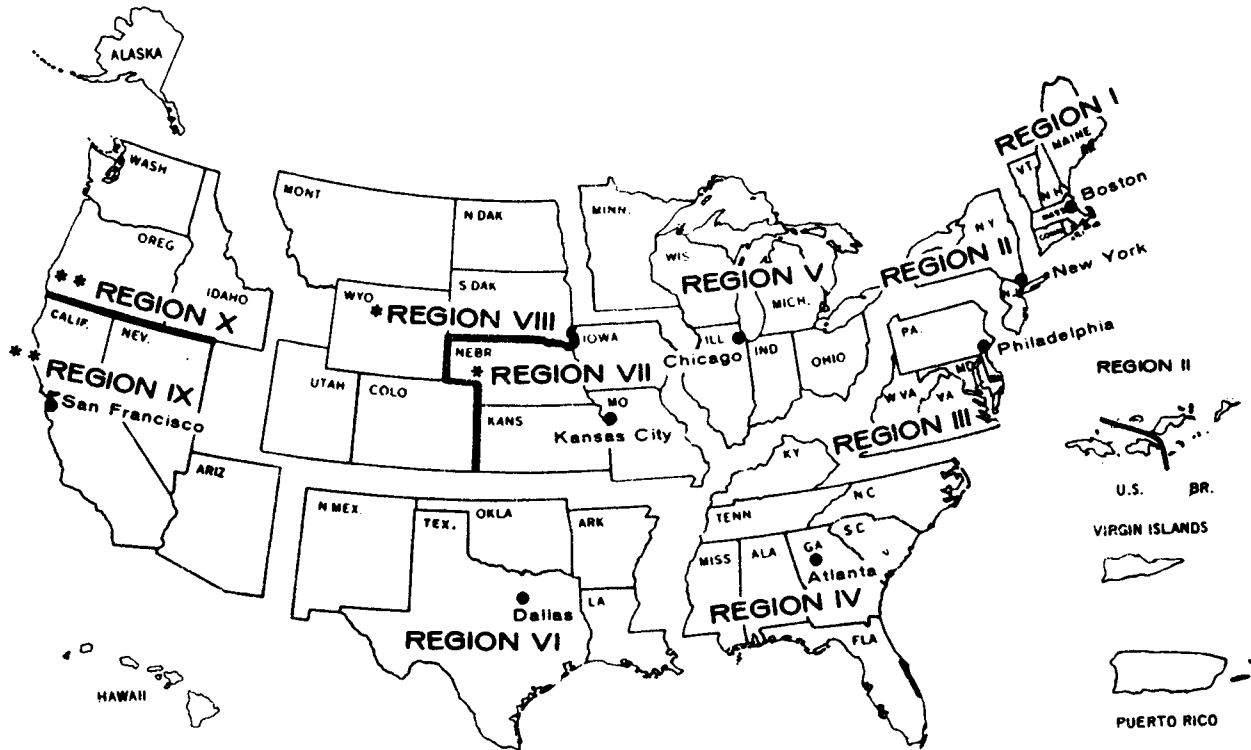 ALASKA
WASH
OREG
IDAHO
** REGION X
MONT
N DAK
S DAK
WYO
*REGION VIII
CALIF.
NEV.
** REGION IX
San Francisco
UTAH
COLO
ARIZ
NEBR
* REGION VII
IOWA
KANS
MO
Kansas City
MINN.
WIS
REGION V
MICH.
ILL
Chicago
IND
OHIO
REGION I
MAINE
VT.
N H
Boston
MASS
CONN
N Y
REGION II
New York
N.J.
PA.
Philadelphia
MD
W VA
VA
REGION III
KY
TENN
N C
S C
MISS
ALA
GA
Atlanta
REGION IV
FLA
N MEX.
TEX.
OKLA
ARK
LA
Dallas
REGION VI
HAWAII
REGION II
U.S. BR.
VIRGIN ISLANDS
PUERTO RICO